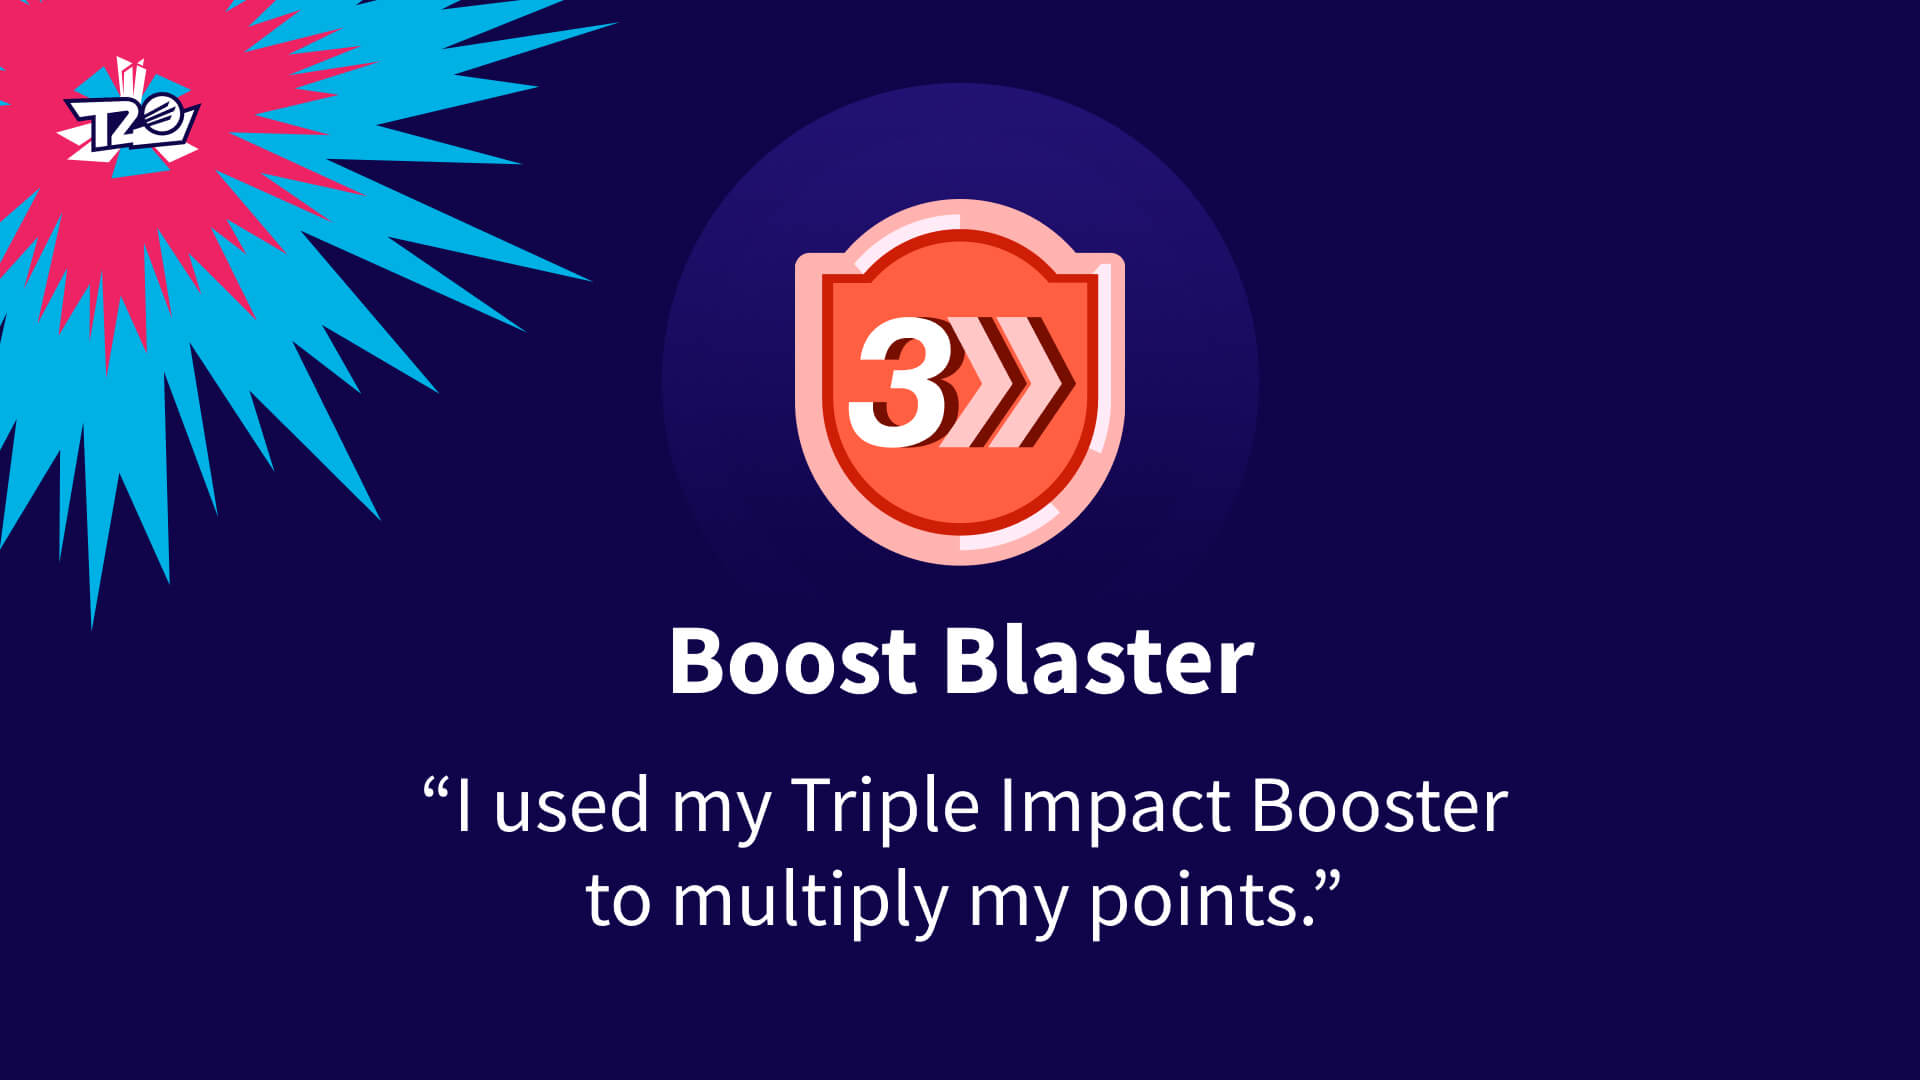 T20
3
Boost Blaster
“I used my Triple Impact Booster
to multiply my points.”